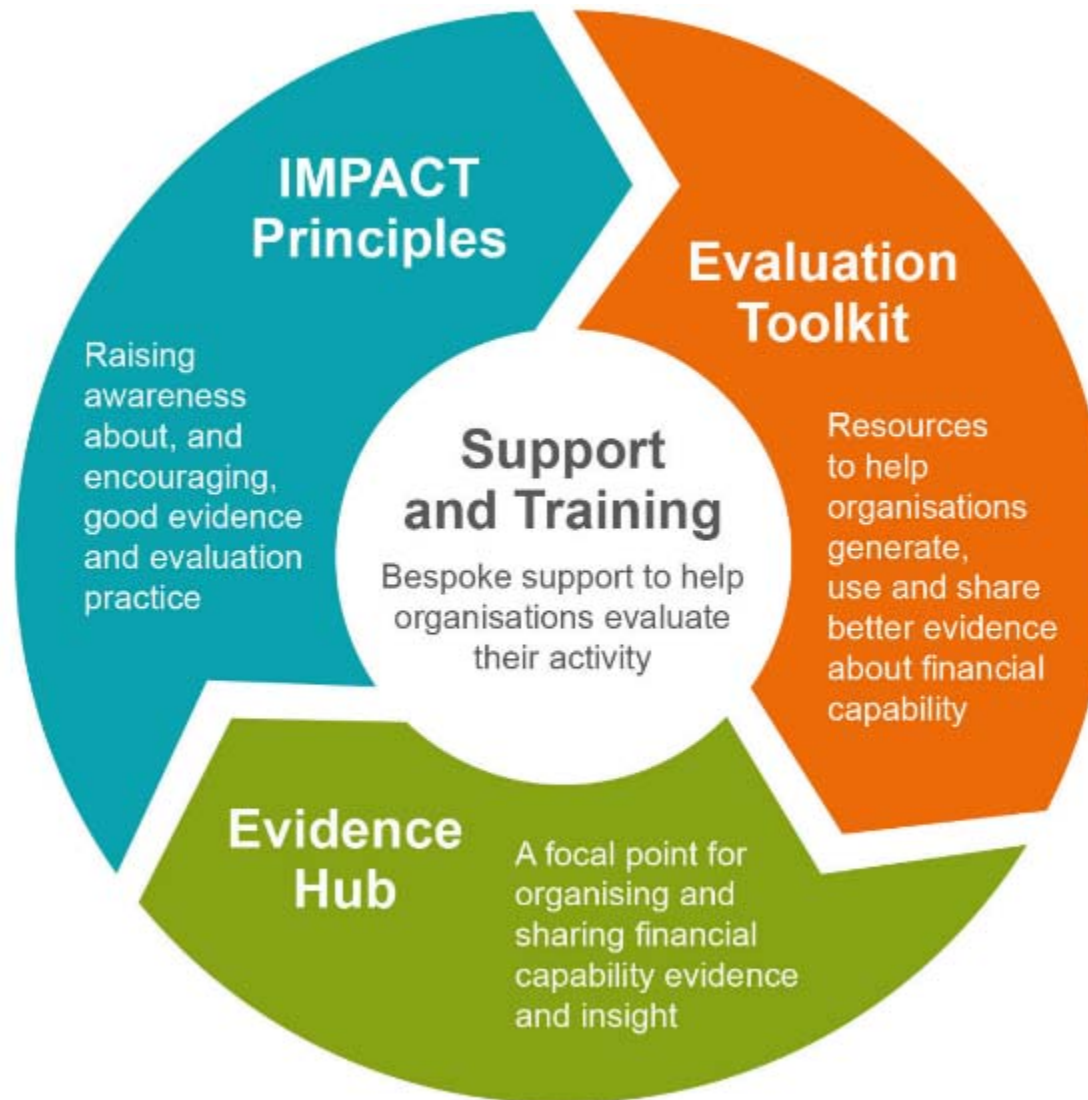 IMPACT
Principles
Raising
awareness
about, and
encouraging,
good evidence
and evaluation
practice
Evaluation
Toolkit
Resources
to help
organisations
generate,
use and share
better evidence
about financial
capability
Support
and Training
Bespoke support to help
organisations evaluate
their activity
Evidence
Hub
A focal point for
organising and
sharing financial
capability evidence
and insight